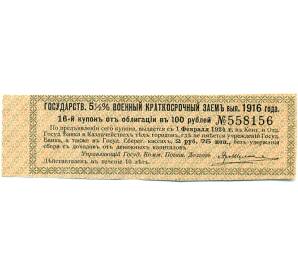 ГОСУДАРСТВ. 5½% ВОЕННЫЙ КРАТКОСРОЧНЫЙ ЗАЕМЪ вып. 1916 года.
16-й купонъ отъ облигаціи въ 100 рублей №558156
По предъявленіи сего купона, выдается съ 1 Февраля 1924 г. въ Конт. и Отд.
Госуд. Банка и Казначействахъ тѣхъ городовъ, гдѣ не имѣется учрежденій Госуд.
Банка, а также въ Госуд. Сберег. кассахъ, 2 руб. 75 коп., безъ удержанія
сбора съ доходовъ отъ денежныхъ капиталовъ.
Управляющій Госуд. Комм. Погаш. Долговъ
Дѣйствителенъ въ теченіе 10 лѣтъ.